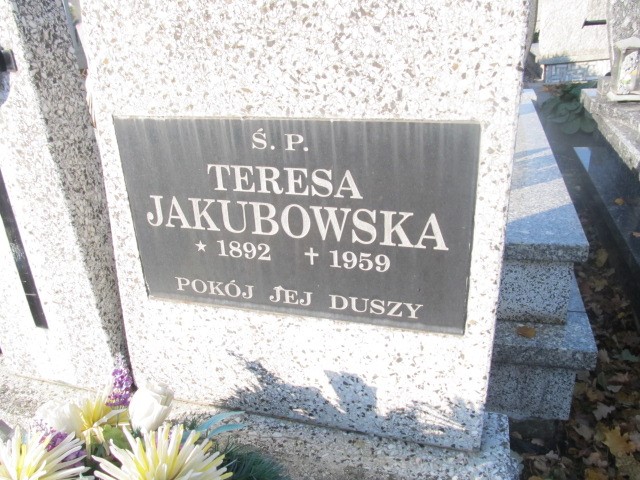 Ś. P.
TERESA
JAKUBOWSKA
* 1892 † 1959
POKÓJ JEJ DUSZY